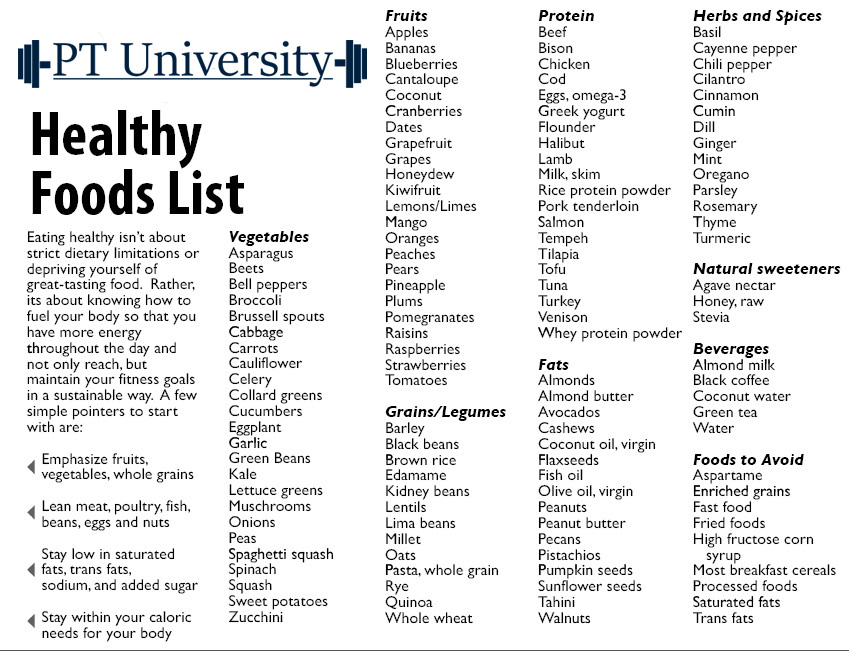 PT University
Healthy
Foods List
Eating healthy isn't about
strict dietary limitations or
depriving yourself of
great-tasting food. Rather,
its about knowing how to
fuel your body so that you
have more energy
throughout the day and
not only reach, but
maintain your fitness goals
in a sustainable way. A few
simple pointers to start
with are:
Emphasize fruits,
vegetables, whole grains
Lean meat, poultry, fish,
beans, eggs and nuts
Stay low in saturated
fats, trans fats,
sodium, and added sugar
Stay within your caloric
needs for your body
Vegetables
Asparagus
Beets
Bell peppers
Broccoli
Brussell spouts
Cabbage
Carrots
Cauliflower
Celery
Collard greens
Cucumbers
Eggplant
Garlic
Green Beans
Kale
Lettuce greens
Muschrooms
Onions
Peas
Spaghetti squash
Spinach
Squash
Sweet potatoes
Zucchini
Fruits
Apples
Bananas
Blueberries
Cantaloupe
Coconut
Cranberries
Dates
Grapefruit
Grapes
Honeydew
Kiwifruit
Lemons/Limes
Mango
Oranges
Peaches
Pears
Pineapple
Plums
Pomegranates
Raisins
Raspberries
Strawberries
Tomatoes
Grains/Legumes
Barley
Black beans
Brown rice
Edamame
Kidney beans
Lentils
Lima beans
Millet
Oats
Pasta, whole grain
Rye
Quinoa
Whole wheat
Protein
Beef
Bison
Chicken
Cod
Eggs, omega-3
Greek yogurt
Flounder
Halibut
Lamb
Milk, skim
Rice protein powder
Pork tenderloin
Salmon
Tempeh
Tilapia
Tofu
Tuna
Turkey
Venison
Whey protein powder
Fats
Almonds
Almond butter
Avocados
Cashews
Coconut oil, virgin
Flaxseeds
Fish oil
Olive oil, virgin
Peanuts
Peanut butter
Pecans
Pistachios
Pumpkin seeds
Sunflower seeds
Tahini
Walnuts
Herbs and Spices
Basil
Cayenne pepper
Chili pepper
Cilantro
Cinnamon
Cumin
Dill
Ginger
Mint
Oregano
Parsley
Rosemary
Thyme
Turmeric
Natural sweeteners
Agave nectar
Honey, raw
Stevia
Beverages
Almond milk
Black coffee
Coconut water
Green tea
Water
Foods to Avoid
Aspartame
Enriched grains
Fast food
Fried foods
High fructose corn
syrup
Most breakfast cereals
Processed foods
Saturated fats
Trans fats